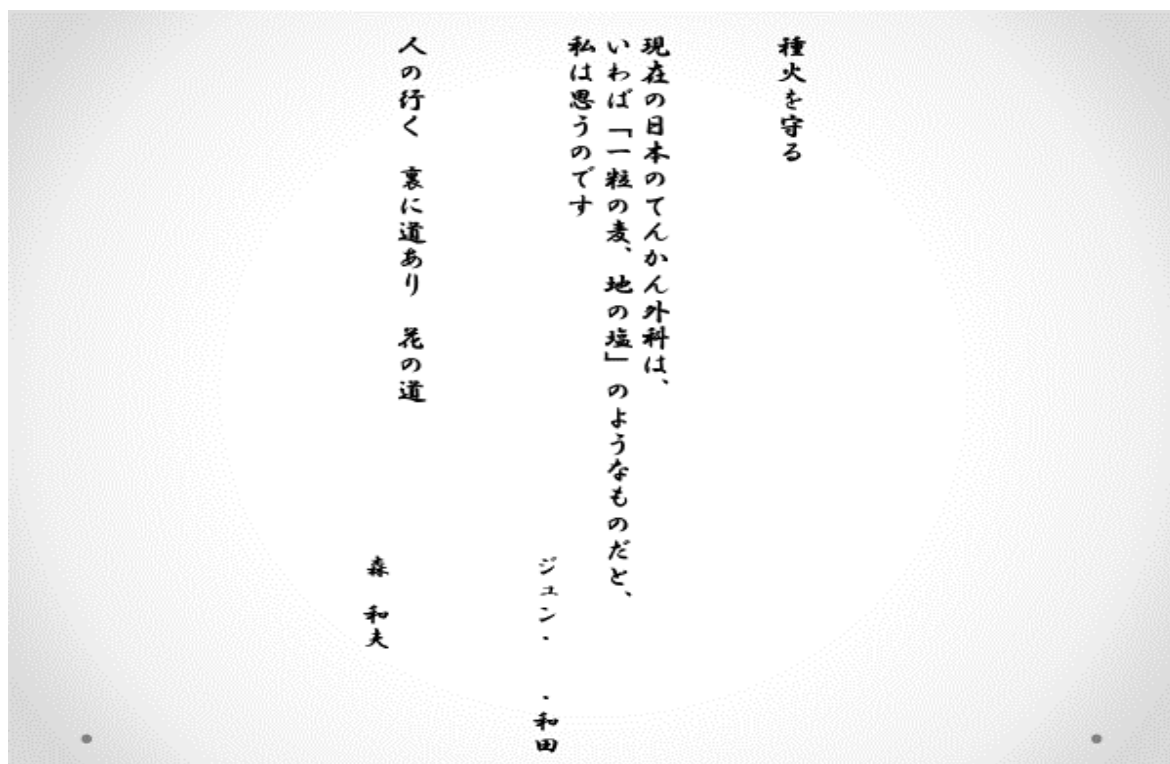 種火を守る
現在の日本のてんかん外科は、
いわば「一粒の麦、地の塩」のようなものだと、
私は思うのです
ジュン・　・和田
人の行く　裏に道あり　花の道
森　和夫